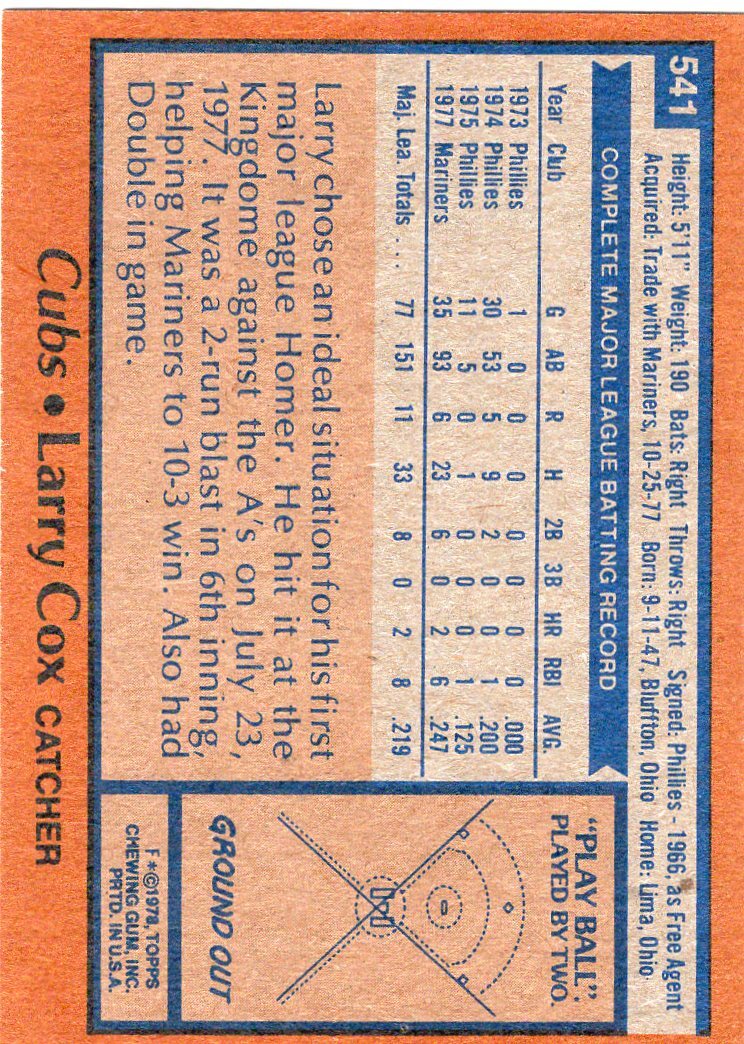 541
Height: 5'11" Weight: 190 Bats: Right Throws: Right Signed: Phillies - 1966, as Free Agent
Acquired: Trade with Mariners, 10-25-77 Born: 9-11-47, Bluffton, Ohio Home: Lima, Ohio
COMPLETE MAJOR LEAGUE BATTING RECORD
Year Club G AB R H 2B 3B HR RBI AVG.
1973 Phillies 1 0 0 0 0 0 0 0 .000
1974 Phillies 30 53 5 9 2 0 0 1 .200
1975 Phillies 11 5 0 1 0 0 0 1 .125
1977 Mariners 35 93 6 23 6 0 2 6 .247
Maj. Lea. Totals . . . 77 151 11 33 8 0 2 8 .219
Larry chose an ideal situation for his first
major league Homer. He hit it at the
Kingdome against the A's on July 23,
1977. It was a 2-run blast in 6th inning,
helping Mariners to 10-3 win. Also had
Double in game.
"PLAY BALL":
PLAYED BY TWO.
GROUND OUT
F*©1978, TOPPS
CHEWING GUM, INC.
PRTD. IN U.S.A.
Cubs • Larry Cox CATCHER